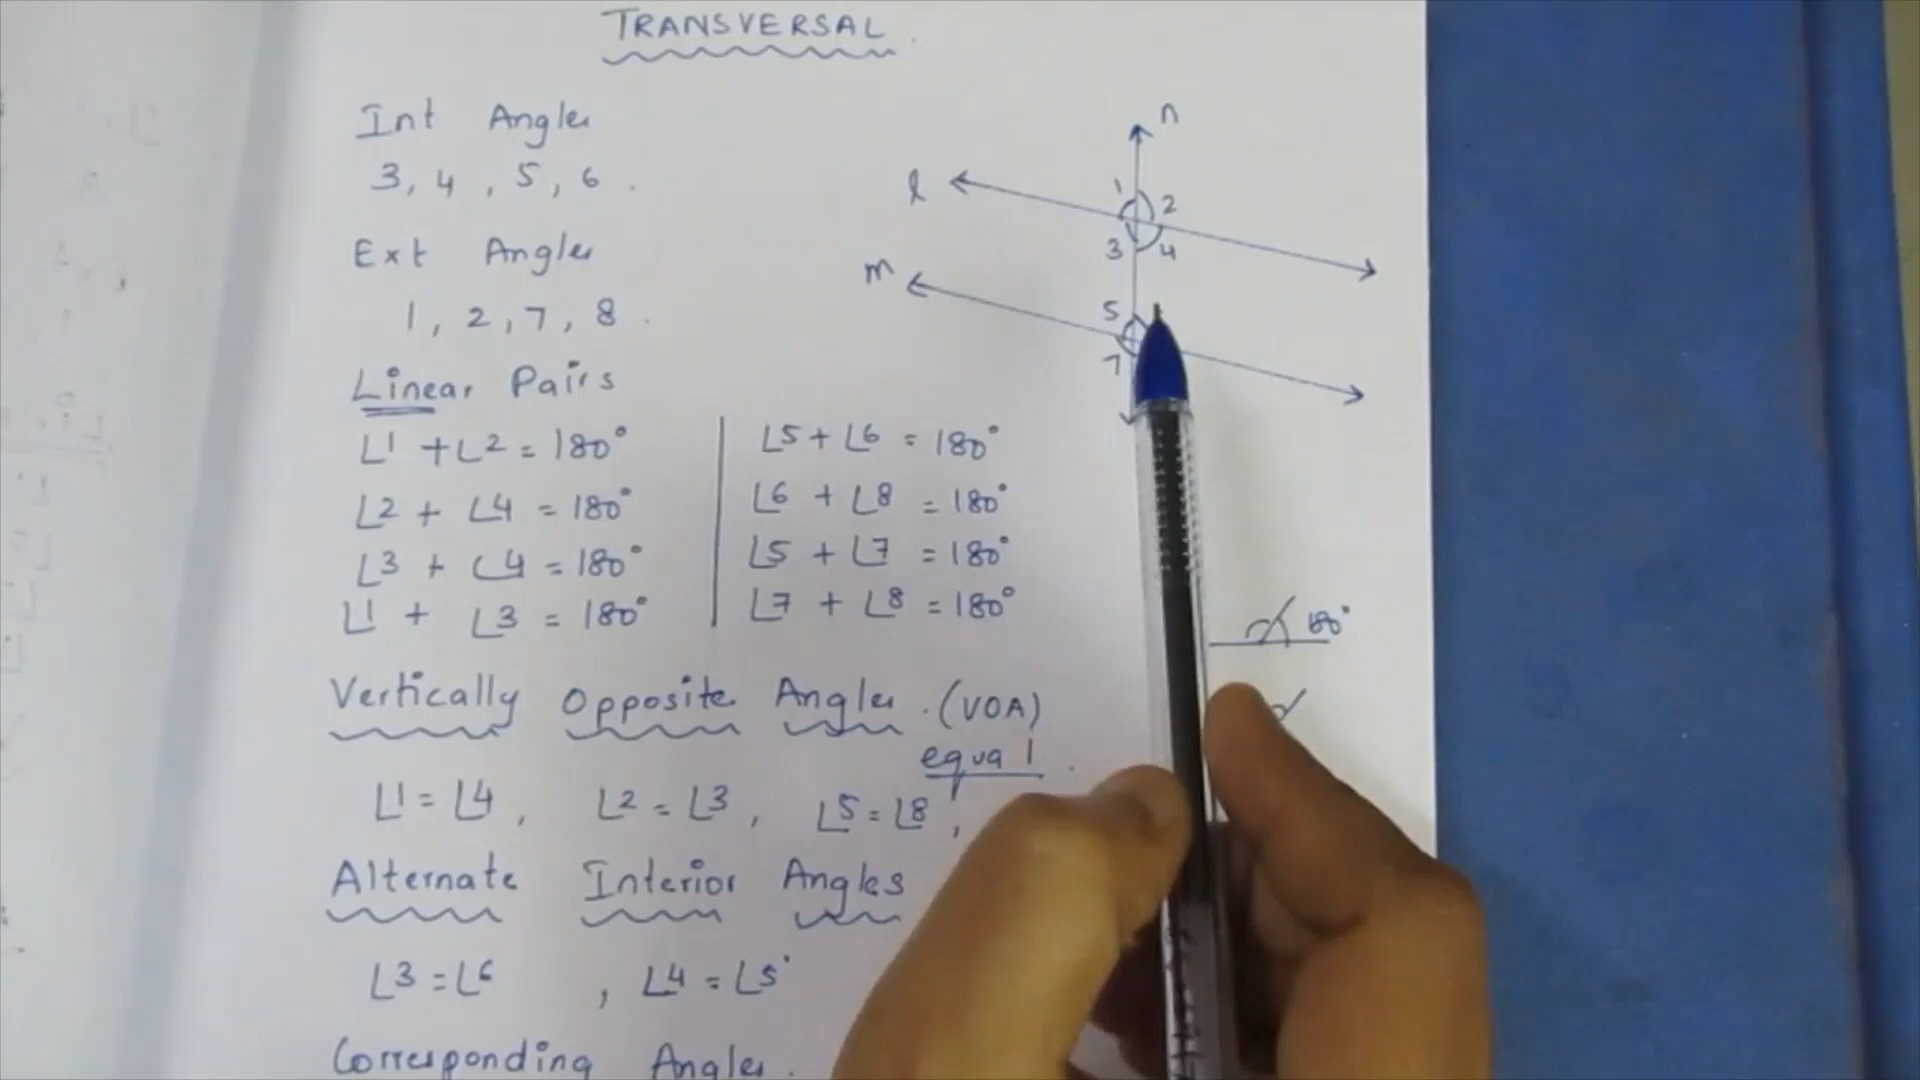 TRANSVERSAL
Int Angles
3, 4, 5, 6.
Ext Angles
1, 2, 7, 8.
Linear Pairs
∠1 + ∠2 = 180°
∠2 + ∠4 = 180°
∠3 + ∠4 = 180°
∠1 + ∠3 = 180°
∠5 + ∠6 = 180°
∠6 + ∠8 = 180°
∠5 + ∠7 = 180°
∠7 + ∠8 = 180°
Vertically Opposite Angles. (VOA)
equal.
∠1 = ∠4, ∠2 = ∠3, ∠5 = ∠8,
Alternate Interior Angles
∠3 = ∠6, ∠4 = ∠5
Corresponding Angles.
n
l
1 2
3 4
m
5
7
180°